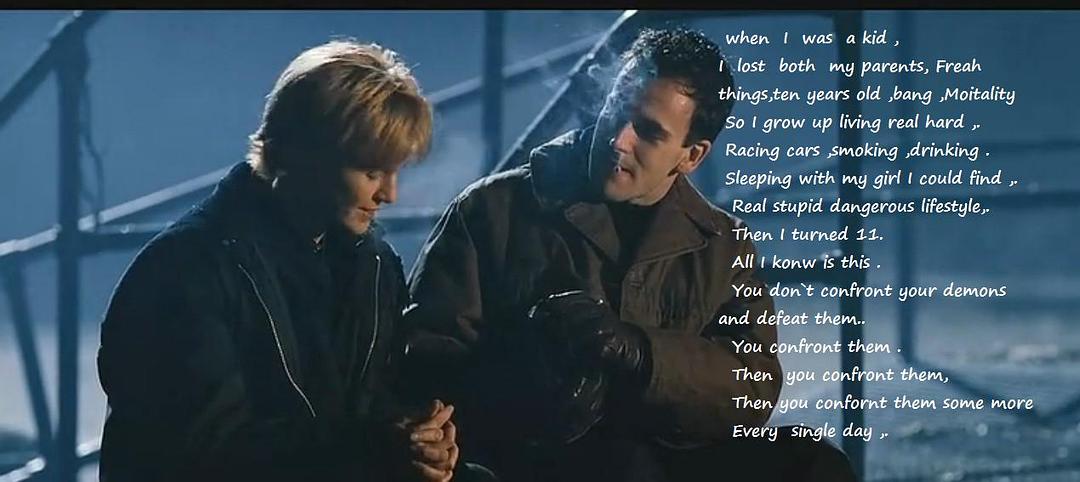 when I was a kid ,
I lost both my parents, Freah
things,ten years old ,bang ,Moitality
So I grow up living real hard ,.
Racing cars ,smoking ,drinking .
Sleeping with my girl I could find ,.
Real stupid dangerous lifestyle,.
Then I turned 11.
All I konw is this .
You don`t confront your demons
and defeat them..
You confront them .
Then you confront them,
Then you confornt them some more
Every single day ,.